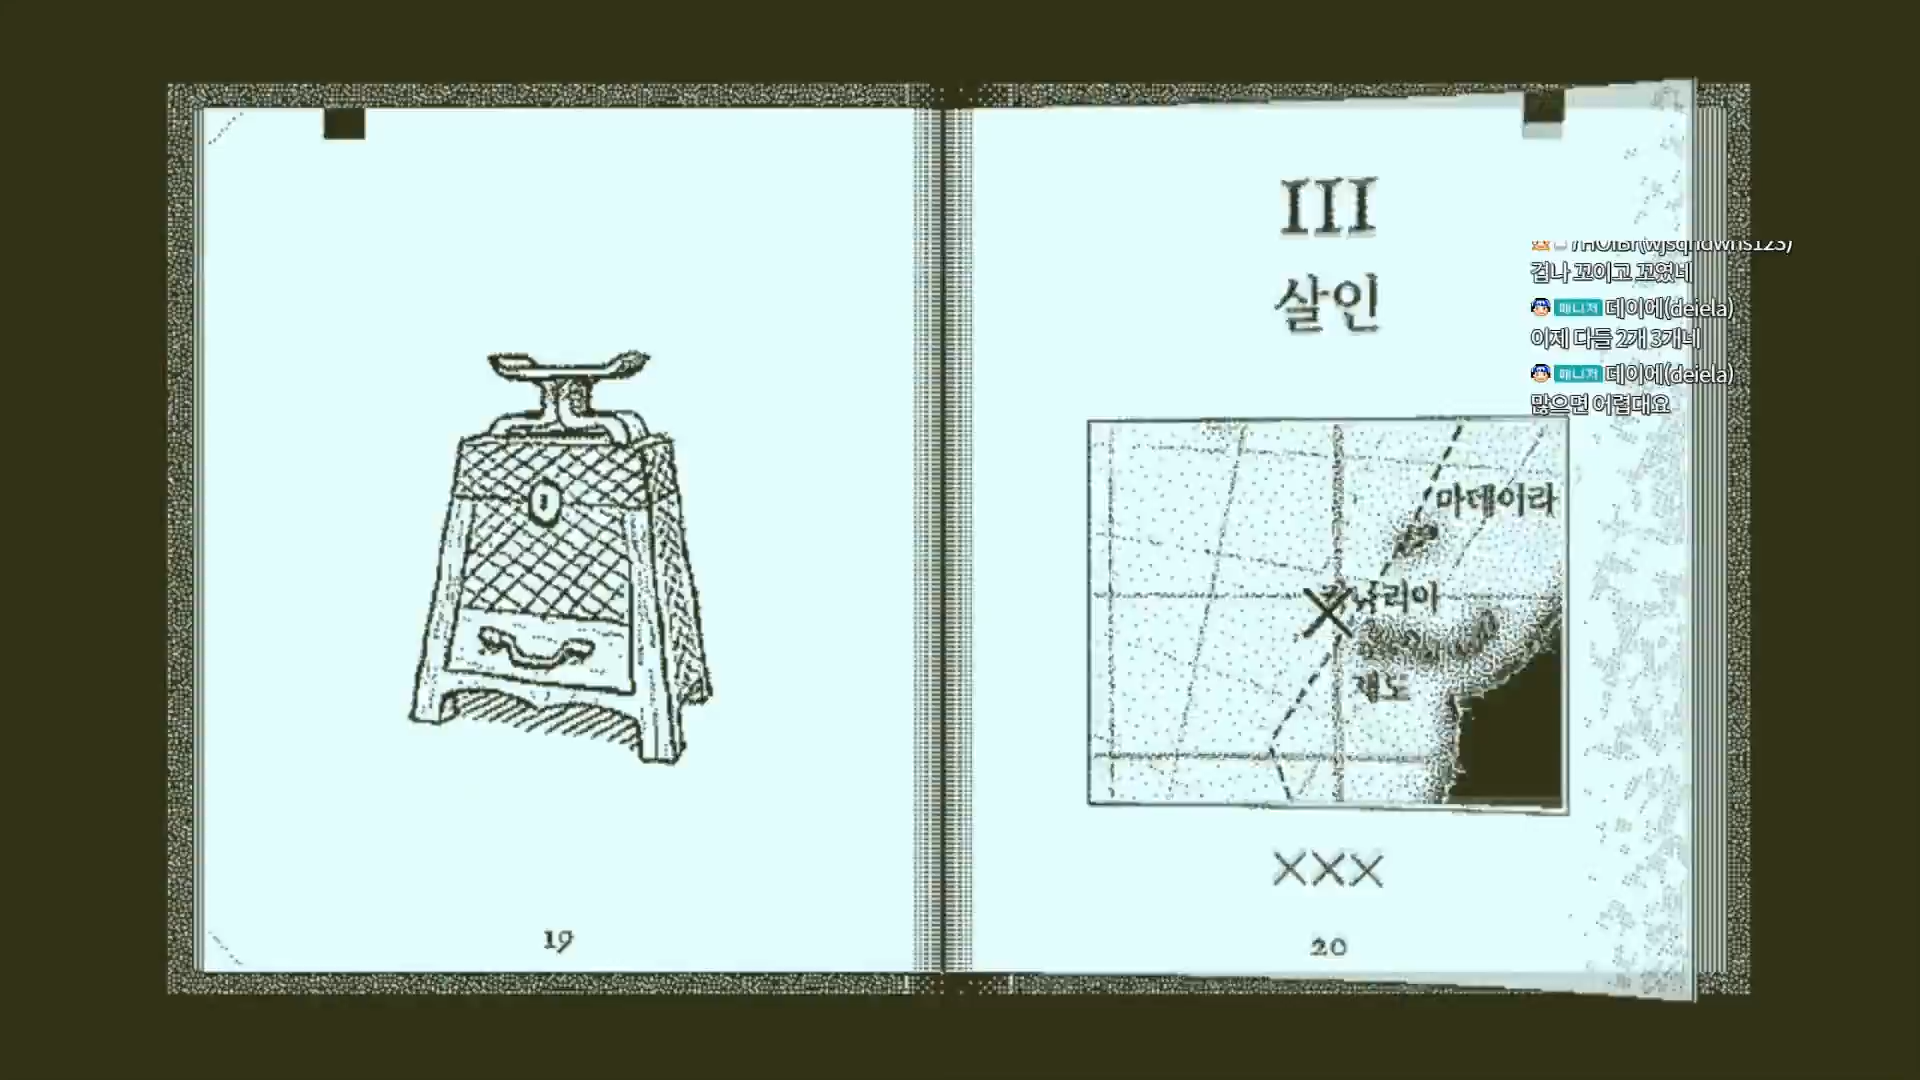 III
살인
마데이라
카나리아
제도
XXX
19
20
겁나 꼬이고 꼬였네
매니저 데이에(deiela)
이제 다들 2개 3개네
매니저 데이에(deiela)
많으면 어렵대요